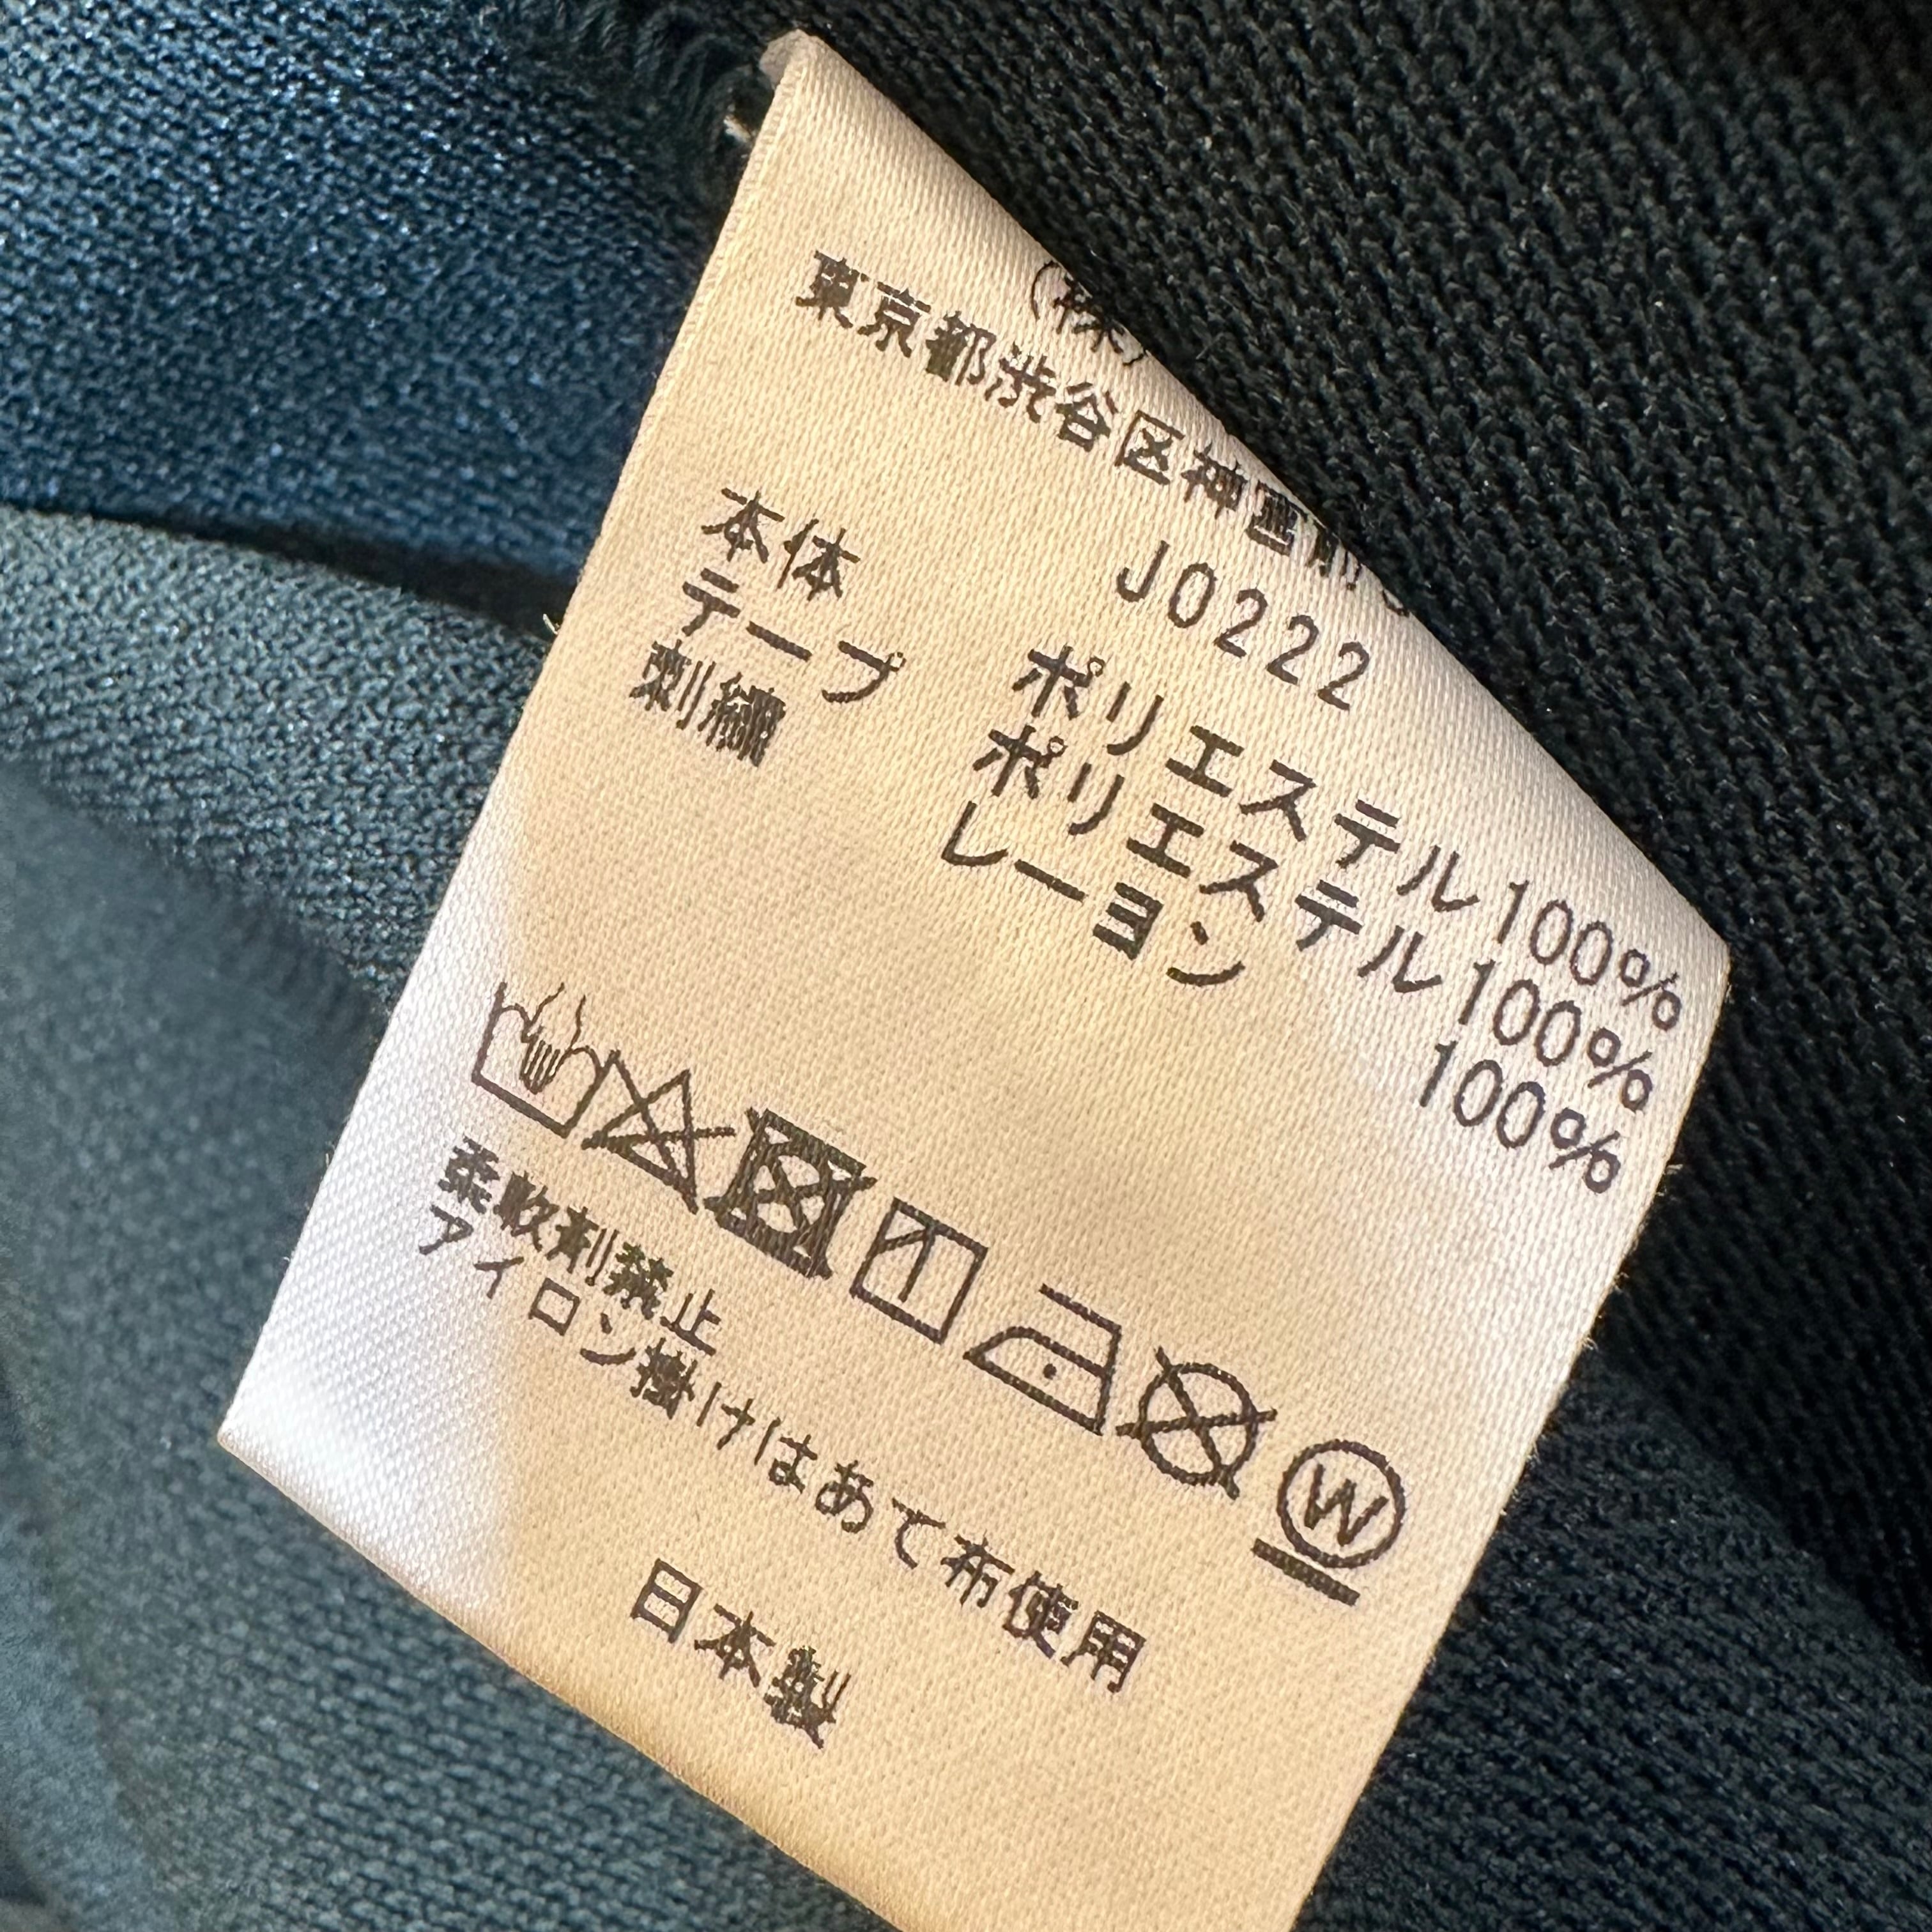 (株)
東京都渋谷区神宮前
J0222
本体 ポリエステル100%
テープ ポリエステル100%
刺繍 レーヨン 100%
W
柔軟剤禁止
アイロン掛けはあて布使用
日本製